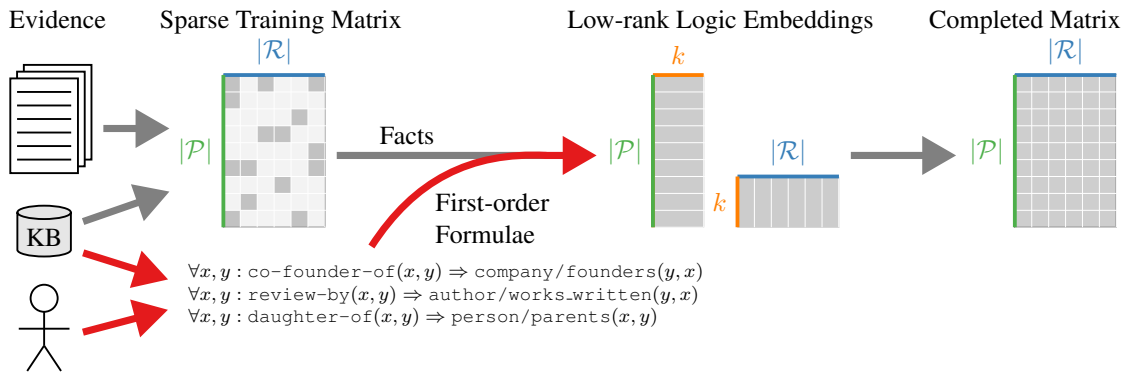 Evidence
Sparse Training Matrix
Low-rank Logic Embeddings
Completed Matrix
|ℛ|
k
|ℛ|
|𝒫|
Facts
|𝒫|
|ℛ|
|𝒫|
k
KB
First-order
Formulae
∀x, y : co-founder-of(x, y) ⇒ company/founders(y, x)
∀x, y : review-by(x, y) ⇒ author/works_written(y, x)
∀x, y : daughter-of(x, y) ⇒ person/parents(x, y)